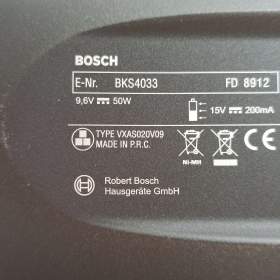 BOSCH
E-Nr. BKS4033 FD 8912
9,6V ⎓ 50W 15V ⎓ 200mA
TYPE VXAS020V09
MADE IN P.R.C.
Ni-MH
Robert Bosch
Hausgeräte GmbH